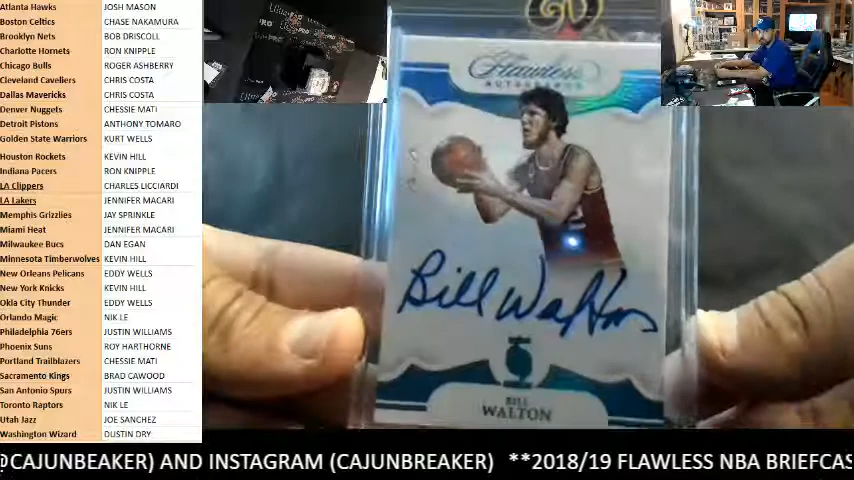 Atlanta Hawks JOSH MASON
Boston Celtics CHASE NAKAMURA
Brooklyn Nets BOB DRISCOLL
Charlotte Hornets RON KNIPPLE
Chicago Bulls ROGER ASHBERRY
Cleveland Cavaliers CHRIS COSTA
Dallas Mavericks CHRIS COSTA
Denver Nuggets CHESSIE MATI
Detroit Pistons ANTHONY TOMARO
Golden State Warriors KURT WELLS
Houston Rockets KEVIN HILL
Indiana Pacers RON KNIPPLE
LA Clippers CHARLES LICCIARDI
LA Lakers JENNIFER MACARI
Memphis Grizzlies JAY SPRINKLE
Miami Heat JENNIFER MACARI
Milwaukee Bucs DAN EGAN
Minnesota Timberwolves KEVIN HILL
New Orleans Pelicans EDDY WELLS
New York Knicks KEVIN HILL
Okla City Thunder EDDY WELLS
Orlando Magic NIK LE
Philadelphia 76ers JUSTIN WILLIAMS
Phoenix Suns ROY HARTHORNE
Portland Trailblazers CHESSIE MATI
Sacramento Kings BRAD CAWOOD
San Antonio Spurs JUSTIN WILLIAMS
Toronto Raptors NIK LE
Utah Jazz JOE SANCHEZ
Washington Wizard DUSTIN DRY
Flawless
AUTOGRAPHS
Bill Walton
BILL
WALTON
@CAJUNBEAKER) AND INSTAGRAM (CAJUNBREAKER) **2018/19 FLAWLESS NBA BRIEFCAS